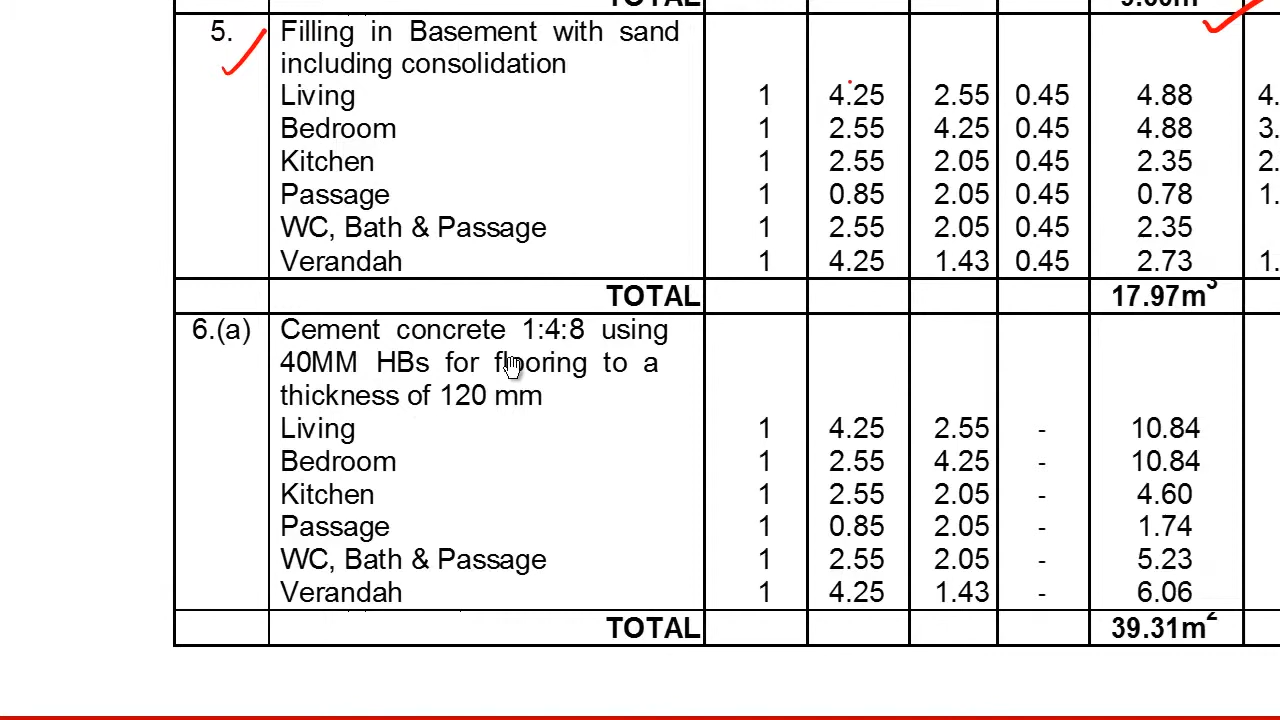 TOTAL 9.60m
5. Filling in Basement with sand
including consolidation
Living 1 4.25 2.55 0.45 4.88 4.
Bedroom 1 2.55 4.25 0.45 4.88 3.
Kitchen 1 2.55 2.05 0.45 2.35 2.
Passage 1 0.85 2.05 0.45 0.78 1.
WC, Bath & Passage 1 2.55 2.05 0.45 2.35
Verandah 1 4.25 1.43 0.45 2.73 1.
TOTAL 17.97m³
6.(a) Cement concrete 1:4:8 using
40MM HBs for flooring to a
thickness of 120 mm
Living 1 4.25 2.55 - 10.84
Bedroom 1 2.55 4.25 - 10.84
Kitchen 1 2.55 2.05 - 4.60
Passage 1 0.85 2.05 - 1.74
WC, Bath & Passage 1 2.55 2.05 - 5.23
Verandah 1 4.25 1.43 - 6.06
TOTAL 39.31m²